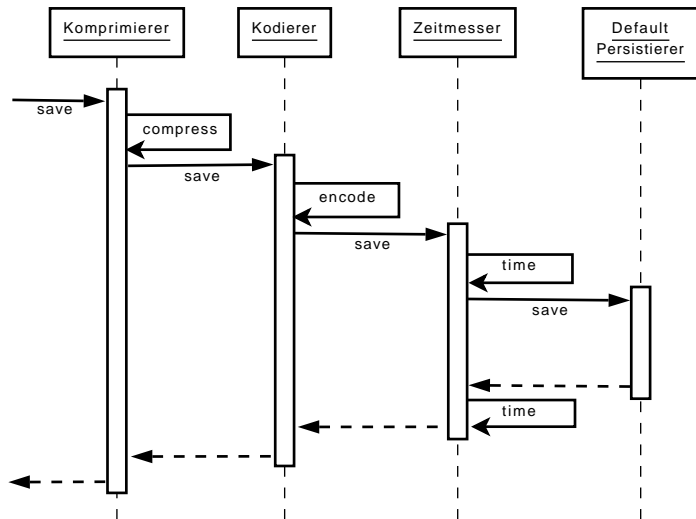 Komprimierer
Kodierer
Zeitmesser
Default
Persistierer
save
compress
save
encode
save
time
save
time